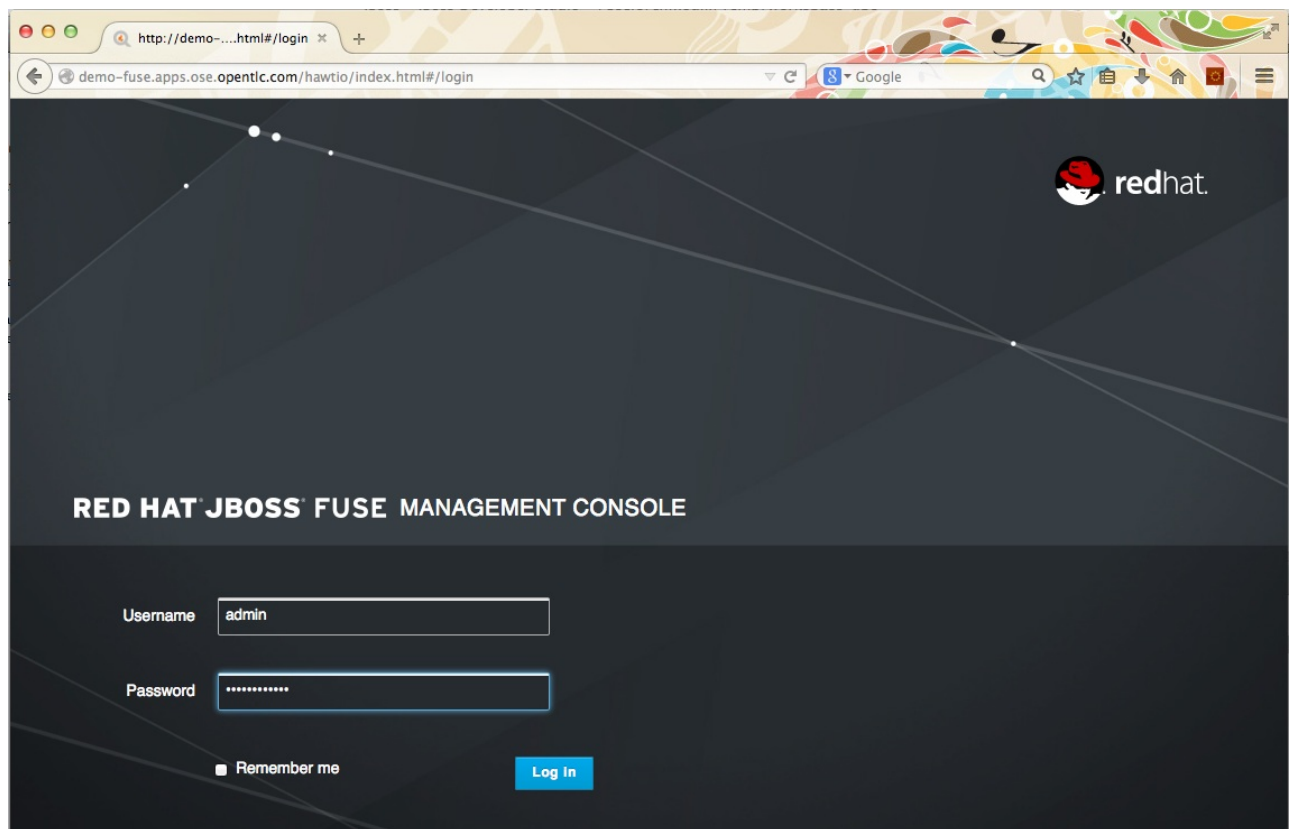 http://demo-....html#/login
demo-fuse.apps.ose.opentlc.com/hawtio/index.html#/login
Google
redhat.
RED HAT JBOSS FUSE MANAGEMENT CONSOLE
Username
admin
Password
••••••••••••
Remember me
Log In